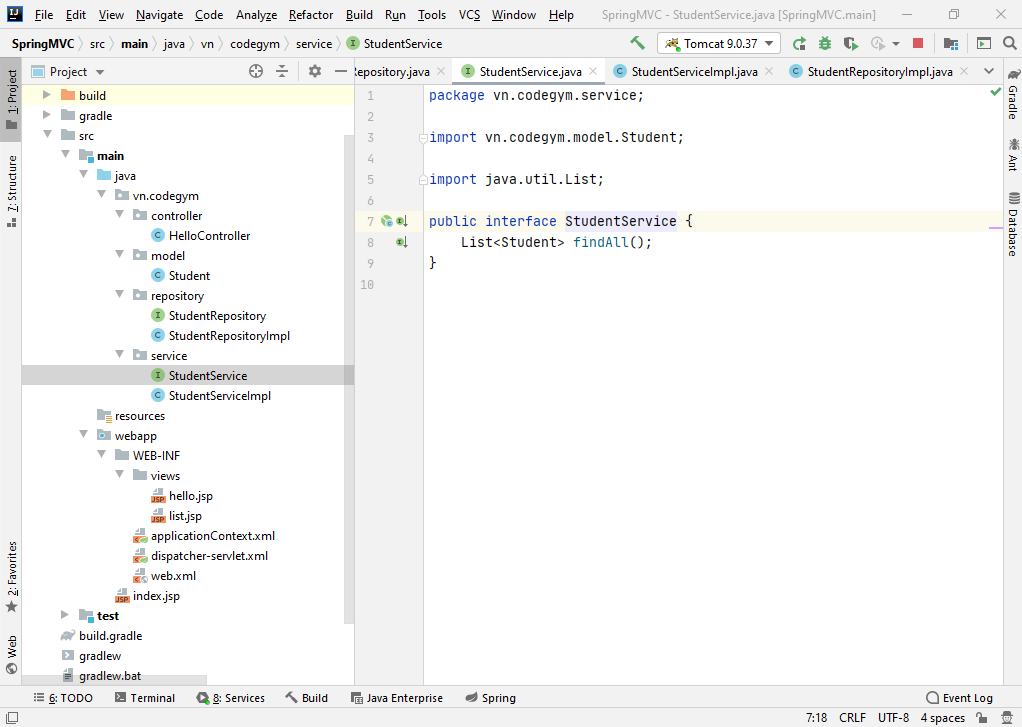 File Edit View Navigate Code Analyze Refactor Build Run Tools VCS Window Help SpringMVC - StudentService.java [SpringMVC.main]
SpringMVC src main java vn codegym service I StudentService Tomcat 9.0.37
Project Repository.java I StudentService.java C StudentServiceImpl.java C StudentRepositoryImpl.java
1: Project
7: Structure
2: Favorites
Web
build
gradle
src
main
java
vn.codegym
controller
C HelloController
model
C Student
repository
I StudentRepository
C StudentRepositoryImpl
service
I StudentService
C StudentServiceImpl
resources
webapp
WEB-INF
views
JSP hello.jsp
JSP list.jsp
applicationContext.xml
dispatcher-servlet.xml
web.xml
JSP index.jsp
test
build.gradle
gradlew
gradlew.bat
1 package vn.codegym.service;
2
3 import vn.codegym.model.Student;
4
5 import java.util.List;
6
7 public interface StudentService {
8 List<Student> findAll();
9 }
10
Gradle
Ant
Database
6: TODO Terminal 8: Services Build Java Enterprise Spring Event Log
7:18 CRLF UTF-8 4 spaces